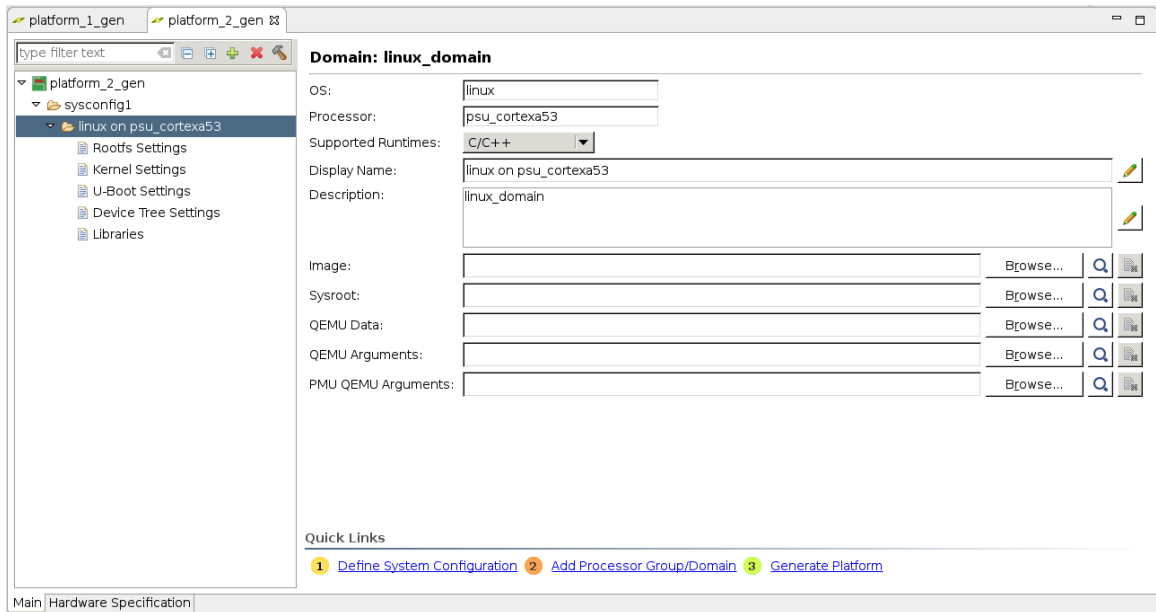 platform_1_gen platform_2_gen
type filter text
platform_2_gen
sysconfig1
linux on psu_cortexa53
Rootfs Settings
Kernel Settings
U-Boot Settings
Device Tree Settings
Libraries
Domain: linux_domain
OS: linux
Processor: psu_cortexa53
Supported Runtimes: C/C++
Display Name: linux on psu_cortexa53
Description: linux_domain
Image: Browse...
Sysroot: Browse...
QEMU Data: Browse...
QEMU Arguments: Browse...
PMU QEMU Arguments: Browse...
Quick Links
1 Define System Configuration 2 Add Processor Group/Domain 3 Generate Platform
Main Hardware Specification